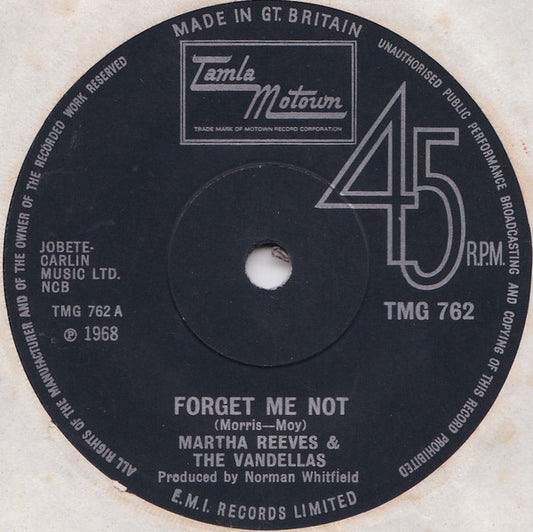 MADE IN GT. BRITAIN
UNAUTHORISED PUBLIC PERFORMANCE BROADCASTING AND COPYING OF THIS RECORD PROHIBITED
ALL RIGHTS OF THE MANUFACTURER AND OF THE OWNER OF THE RECORDED WORK RESERVED
Tamla
Motown
TRADE MARK OF MOTOWN RECORD CORPORATION
45
R.P.M.
JOBETE-
CARLIN
MUSIC LTD.
NCB
TMG 762 A
℗ 1968
TMG 762
FORGET ME NOT
(Morris—Moy)
MARTHA REEVES &
THE VANDELLAS
Produced by Norman Whitfield
E.M.I. RECORDS LIMITED